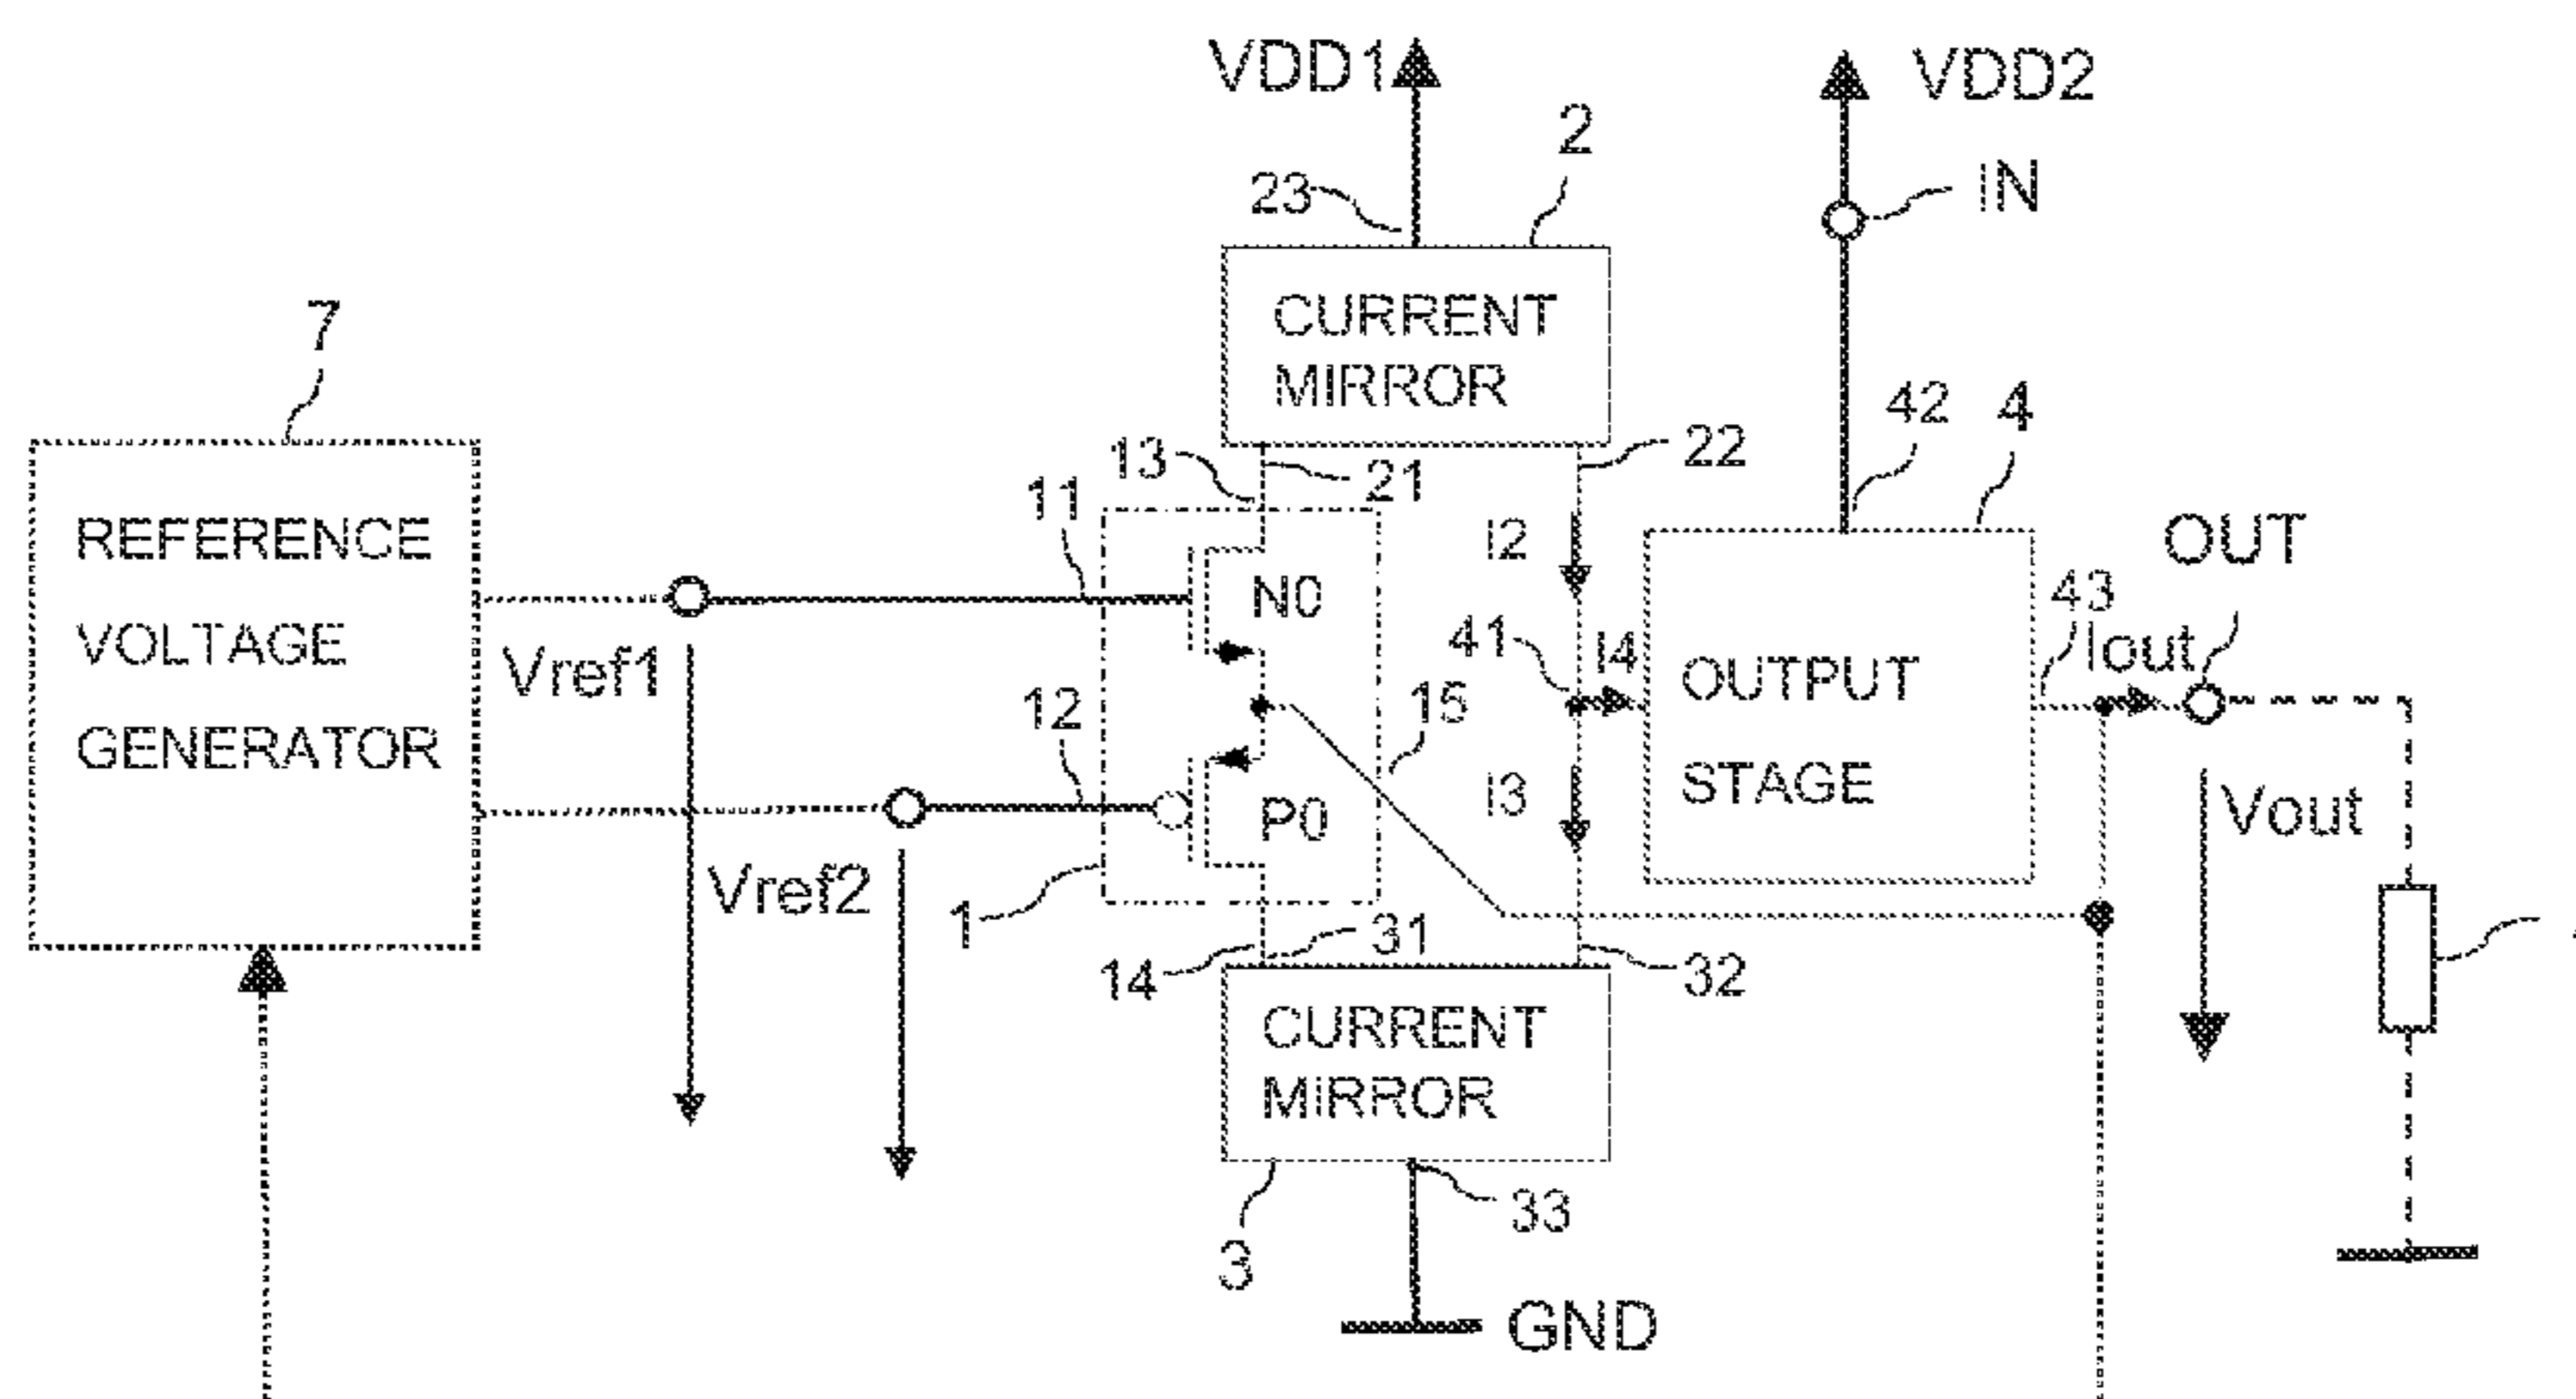 VDD1
VDD2
2
23
IN
CURRENT
MIRROR
7
42
4
13
21
22
11
REFERENCE
VOLTAGE
GENERATOR
N0
I2
OUT
43
41
I4
Iout
Vref1
OUTPUT
STAGE
12
15
P0
I3
Vout
Vref2
1
31
14
32
CURRENT
MIRROR
33
3
GND